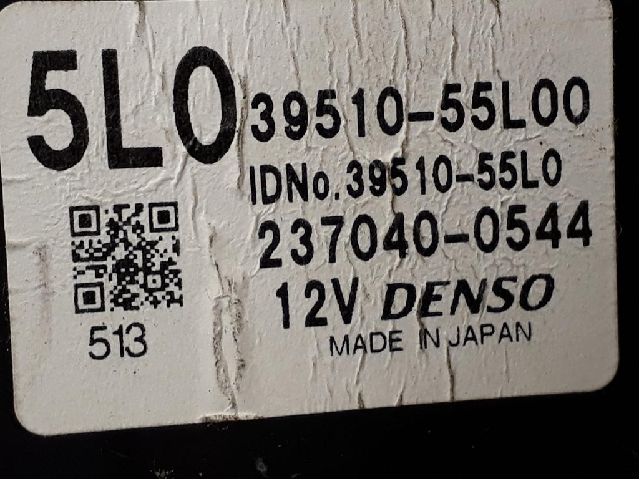 5L0
39510-55L00
IDNo.39510-55L0
237040-0544
12V DENSO
MADE IN JAPAN
513